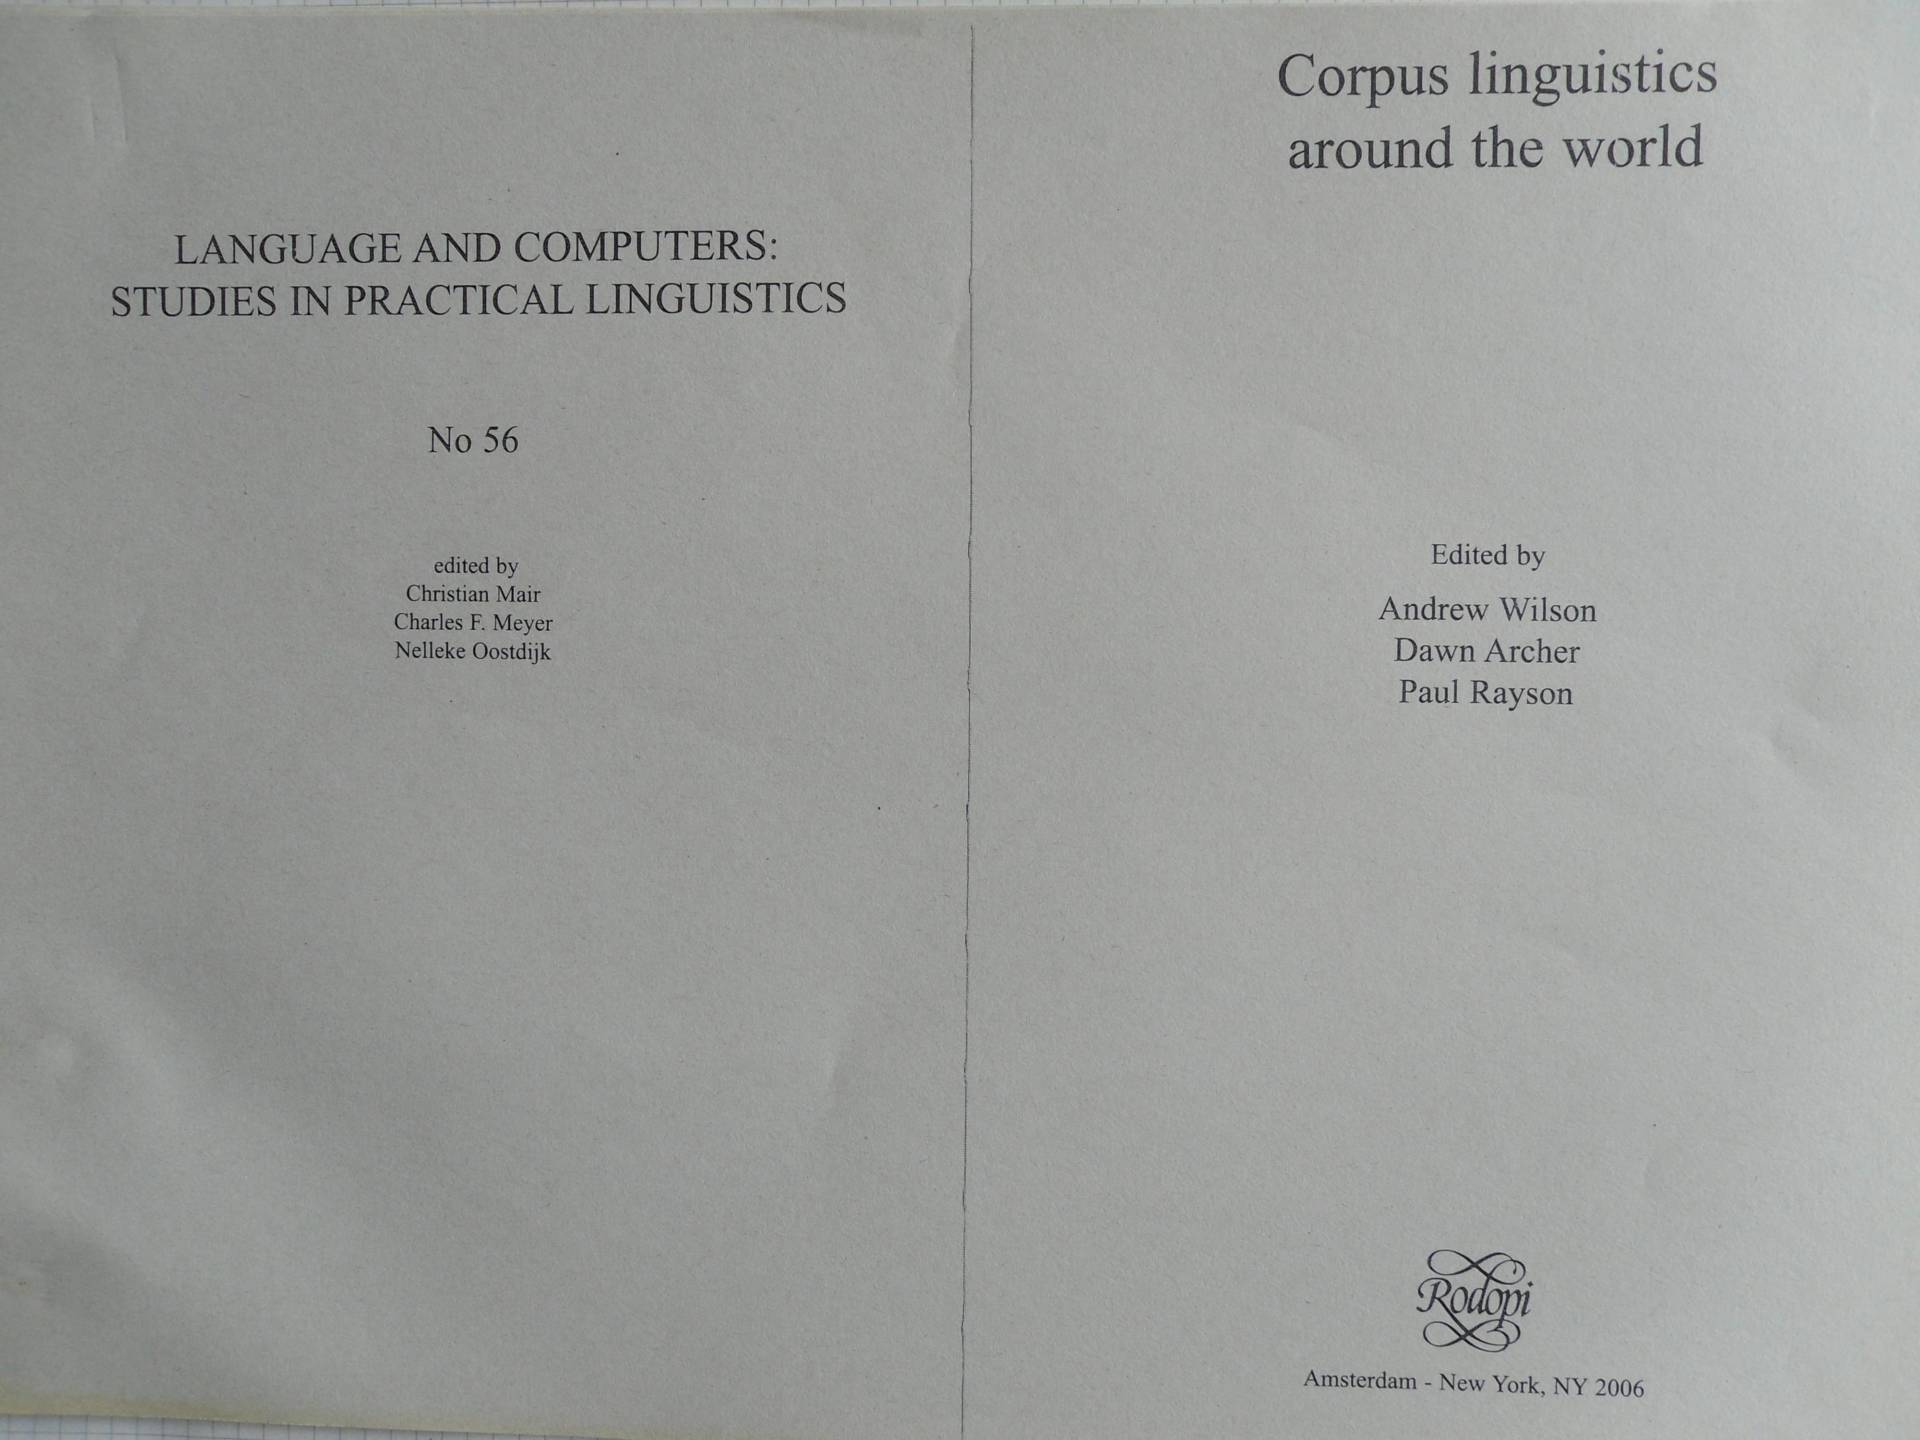 LANGUAGE AND COMPUTERS:
STUDIES IN PRACTICAL LINGUISTICS
No 56
edited by
Christian Mair
Charles F. Meyer
Nelleke Oostdijk
Corpus linguistics
around the world
Edited by
Andrew Wilson
Dawn Archer
Paul Rayson
Rodopi
Amsterdam - New York, NY 2006